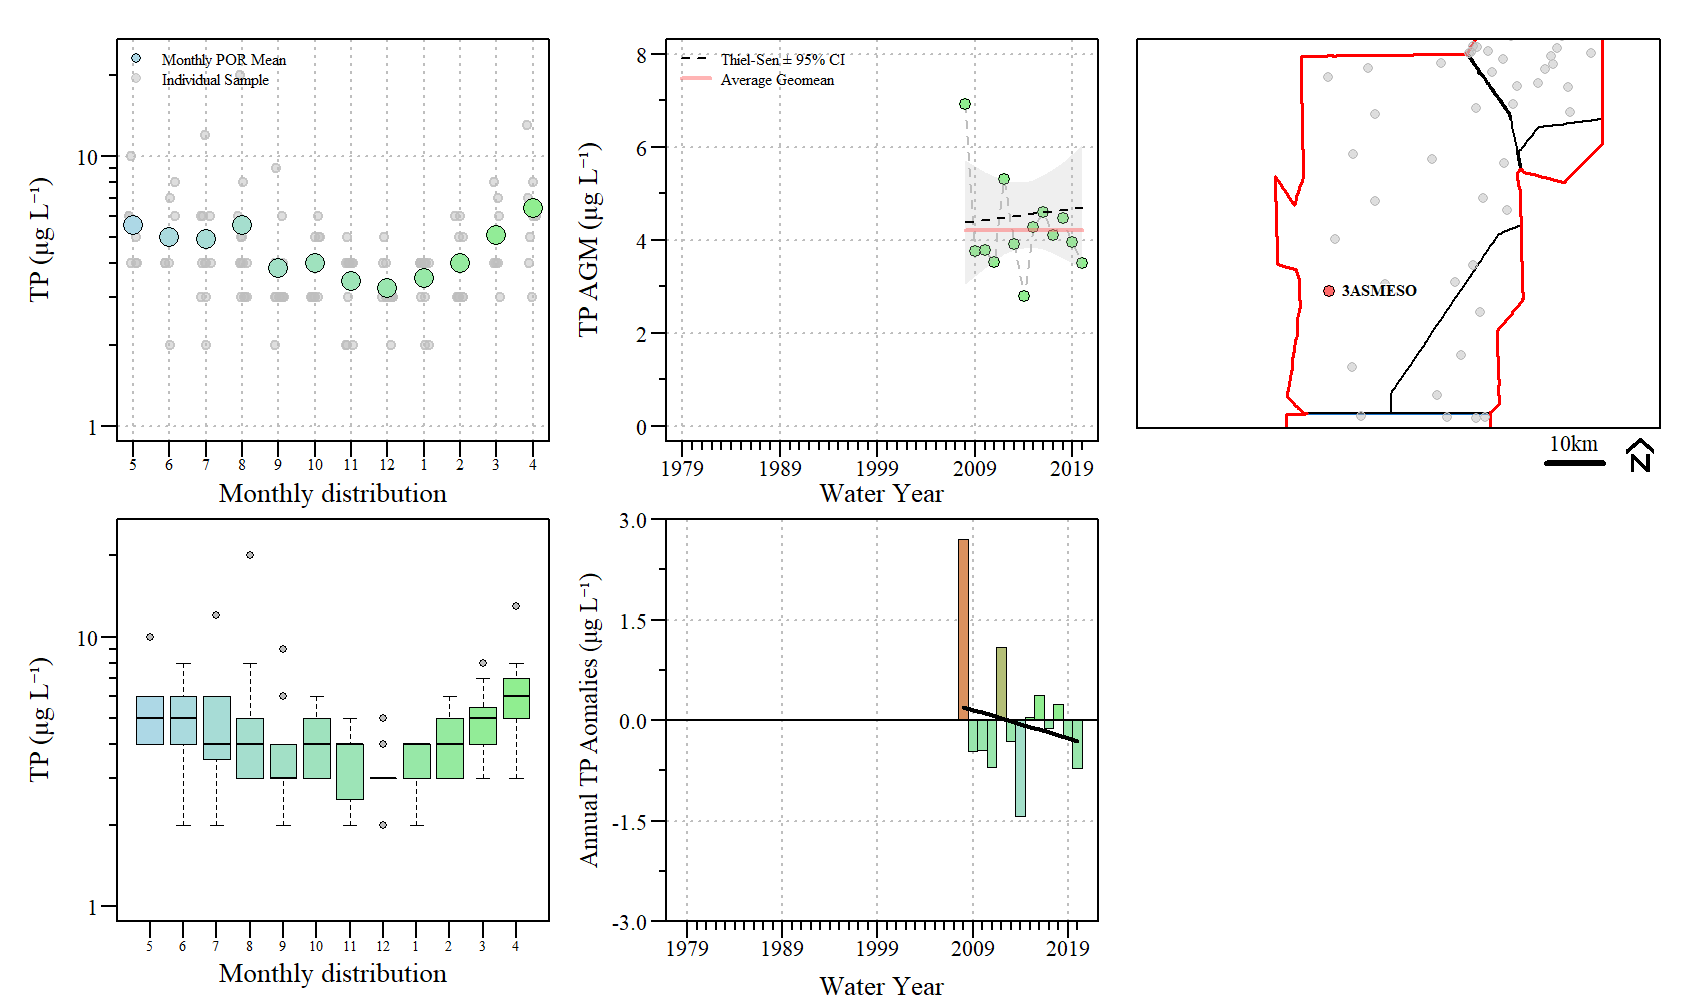 Monthly POR Mean
Individual Sample
10
1
TP (µg L⁻¹)
5 6 7 8 9 10 11 12 1 2 3 4
Monthly distribution
Thiel-Sen ± 95% CI
Average Geomean
8
6
4
2
0
TP AGM (µg L⁻¹)
1979 1989 1999 2009 2019
Water Year
3ASMESO
10km
N
10
1
TP (µg L⁻¹)
5 6 7 8 9 10 11 12 1 2 3 4
Monthly distribution
3.0
1.5
0.0
-1.5
-3.0
Annual TP Aomalies (µg L⁻¹)
1979 1989 1999 2009 2019
Water Year